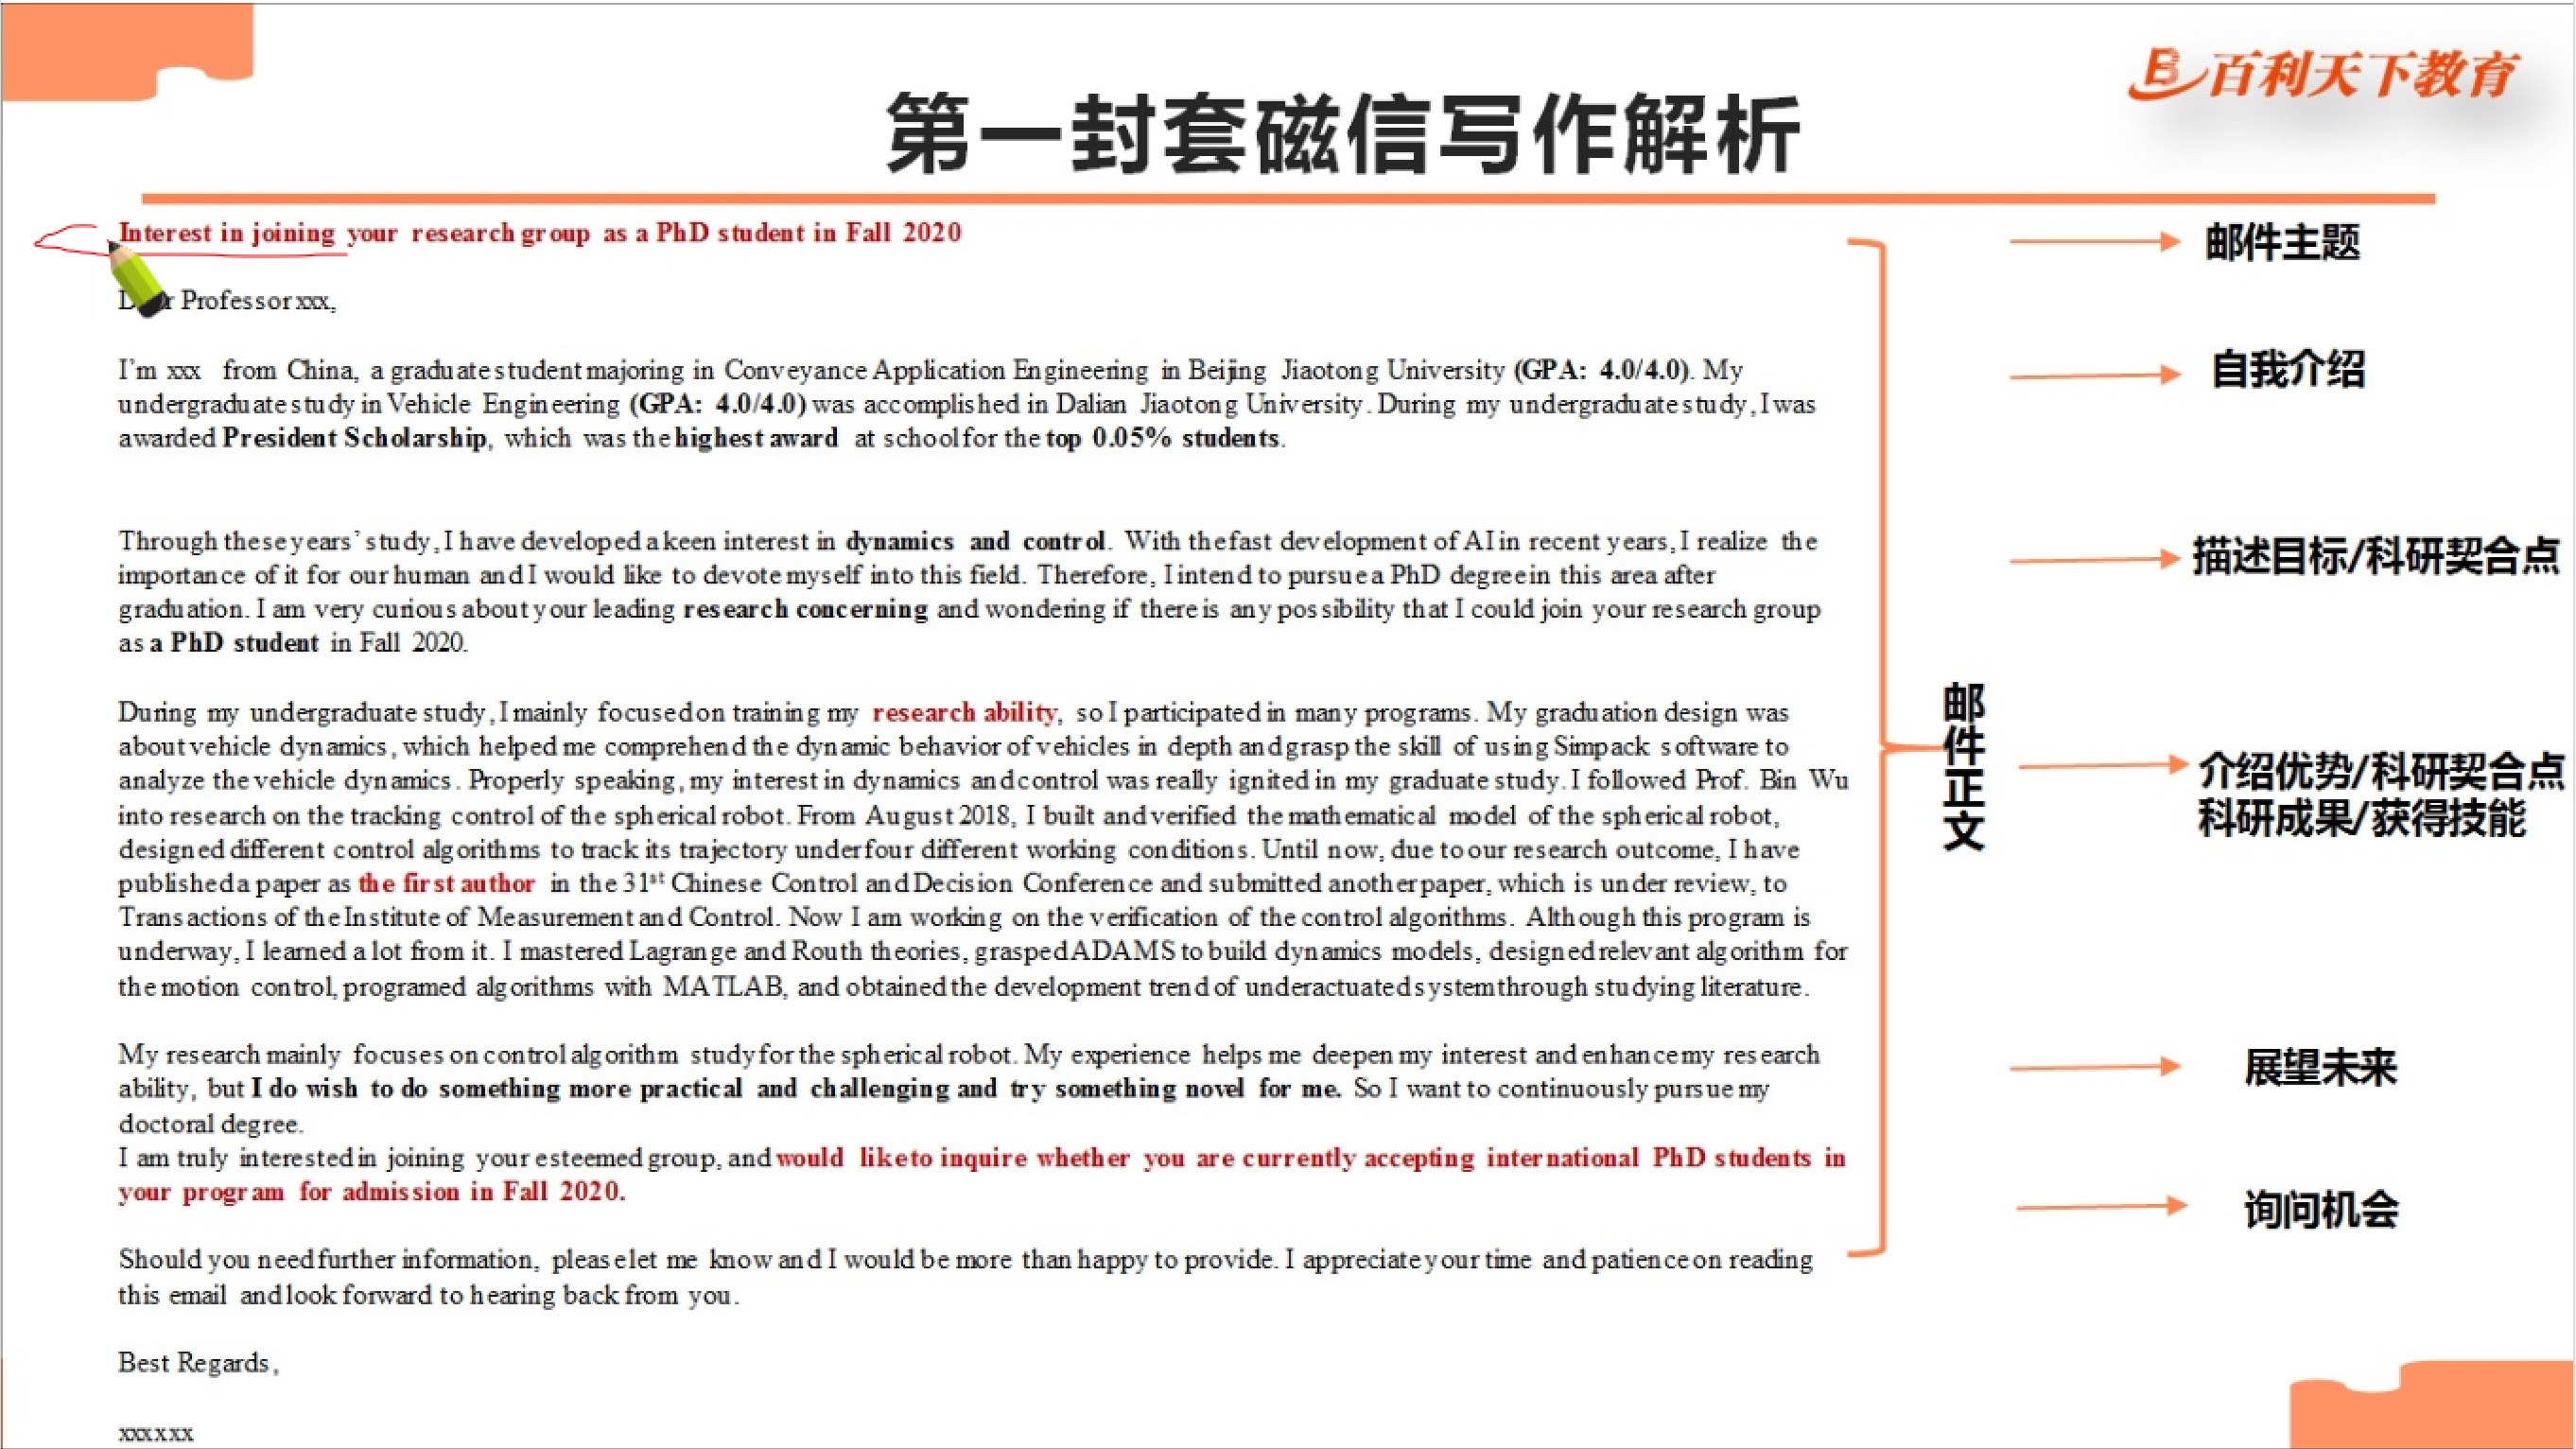 百利天下教育
第一封套磁信写作解析
Interest in joining your research group as a PhD student in Fall 2020
邮件主题
Professor xxx,
I'm xxx from China, a graduate student majoring in Conveyance Application Engineering in Beijing Jiaotong University (GPA: 4.0/4.0). My
undergraduate study in Vehicle Engineering (GPA: 4.0/4.0) was accomplished in Dalian Jiaotong University. During my undergraduate study, I was
awarded President Scholarship, which was the highest award at school for the top 0.05% students.
自我介绍
Through these years' study, I have developed a keen interest in dynamics and control. With the fast development of AI in recent years, I realize the
importance of it for our human and I would like to devote myself into this field. Therefore, I intend to pursue a PhD degree in this area after
graduation. I am very curious about your leading research concerning and wondering if there is any possibility that I could join your research group
as a PhD student in Fall 2020.
描述目标/科研契合点
During my undergraduate study, I mainly focused on training my research ability, so I participated in many programs. My graduation design was
about vehicle dynamics, which helped me comprehend the dynamic behavior of vehicles in depth and grasp the skill of using Simpack software to
analyze the vehicle dynamics. Properly speaking, my interest in dynamics and control was really ignited in my graduate study. I followed Prof. Bin Wu
into research on the tracking control of the spherical robot. From August 2018, I built and verified the mathematical model of the spherical robot,
designed different control algorithms to track its trajectory under four different working conditions. Until now, due to our research outcome, I have
published a paper as the first author in the 31st Chinese Control and Decision Conference and submitted another paper, which is under review, to
Transactions of the Institute of Measurement and Control. Now I am working on the verification of the control algorithms. Although this program is
underway, I learned a lot from it. I mastered Lagrange and Routh theories, grasped ADAMS to build dynamics models, designed relevant algorithm for
the motion control, programed algorithms with MATLAB, and obtained the development trend of underactuated system through studying literature.
介绍优势/科研契合点
科研成果/获得技能
My research mainly focuses on control algorithm study for the spherical robot. My experience helps me deepen my interest and enhance my research
ability, but I do wish to do something more practical and challenging and try something novel for me. So I want to continuously pursue my
doctoral degree.
展望未来
I am truly interested in joining your esteemed group, and would like to inquire whether you are currently accepting international PhD students in
your program for admission in Fall 2020.
询问机会
Should you need further information, please let me know and I would be more than happy to provide. I appreciate your time and patience on reading
this email and look forward to hearing back from you.
Best Regards,
xxxxxx
邮件正文